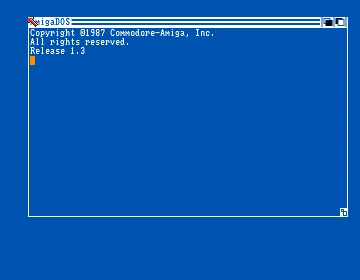 AmigaDOS
Copyright ©1987 Commodore-Amiga, Inc.
All rights reserved.
Release 1.3